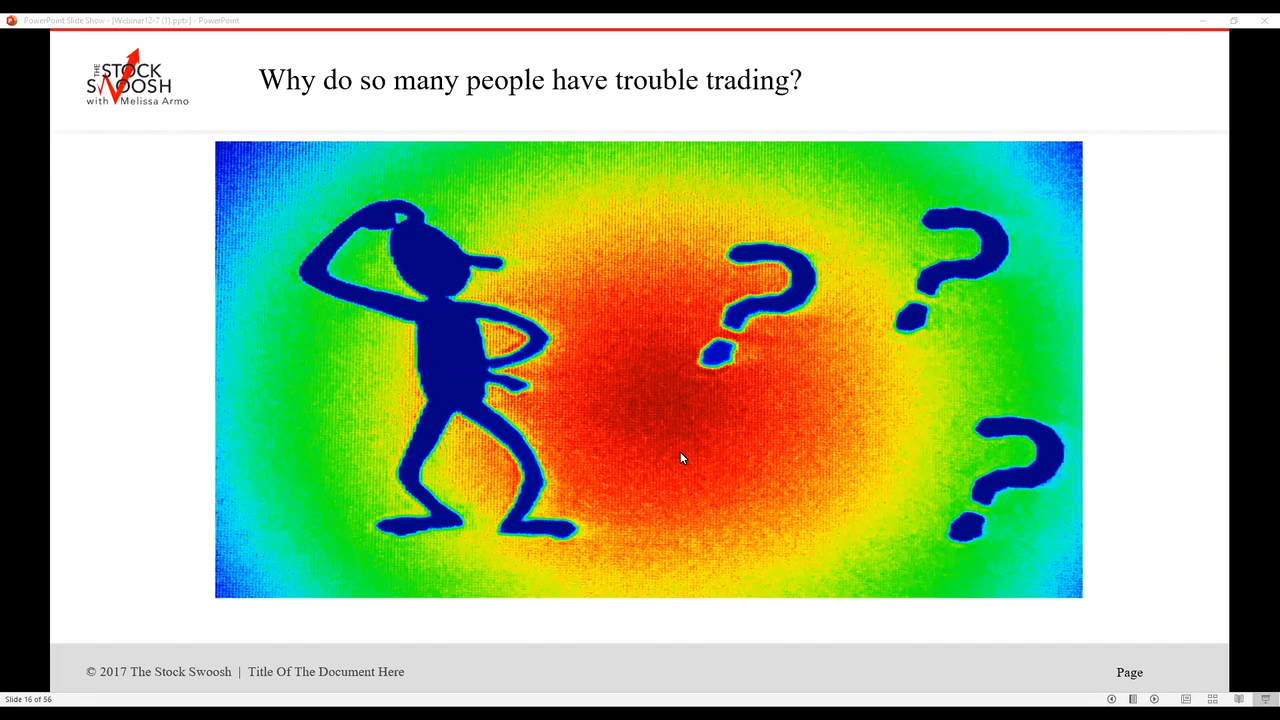 PowerPoint Slide Show - [Webinar12-7 (1).pptx] - PowerPoint
THE STOCK
SWOOSH
with Melissa Armo
Why do so many people have trouble trading?
? ? ?
© 2017 The Stock Swoosh | Title Of The Document Here
Page
Slide 16 of 56